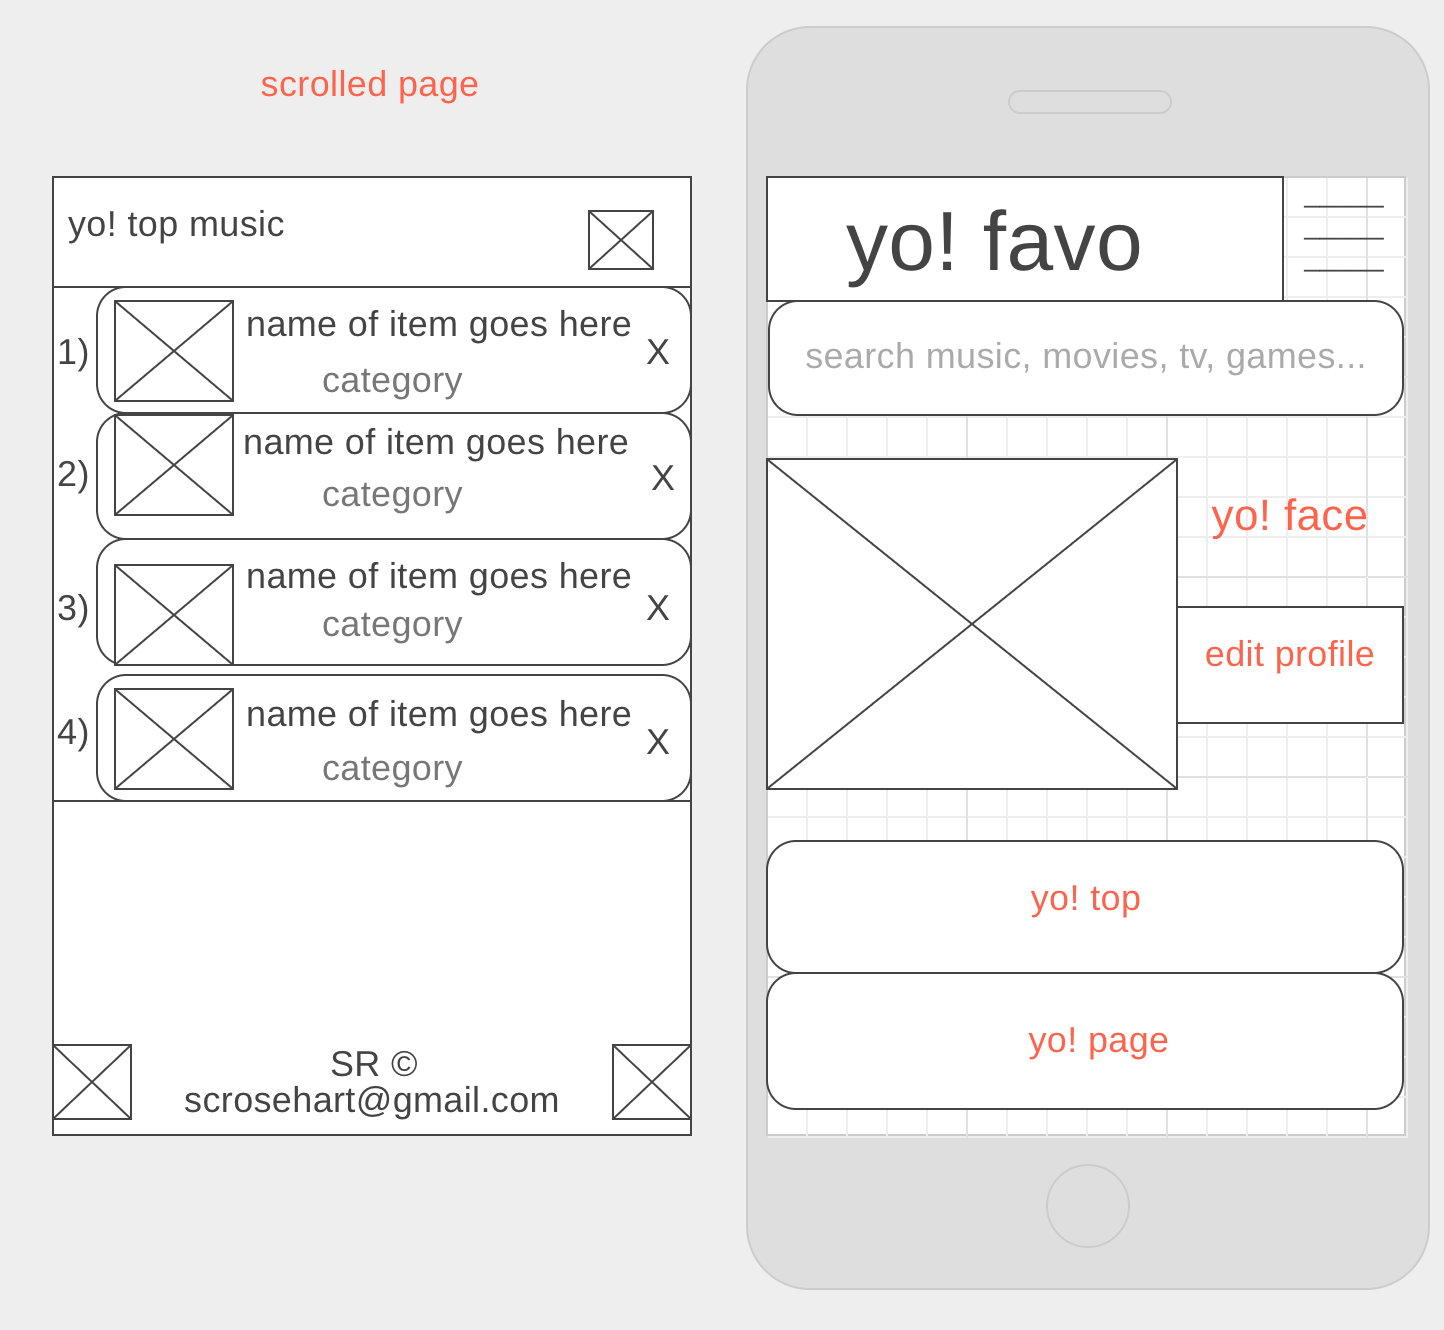 scrolled page
yo! top music
1)
name of item goes here
category
X
2)
name of item goes here
category
X
3)
name of item goes here
category
X
4)
name of item goes here
category
X
SR ©
scrosehart@gmail.com
yo! favo
search music, movies, tv, games...
yo! face
edit profile
yo! top
yo! page